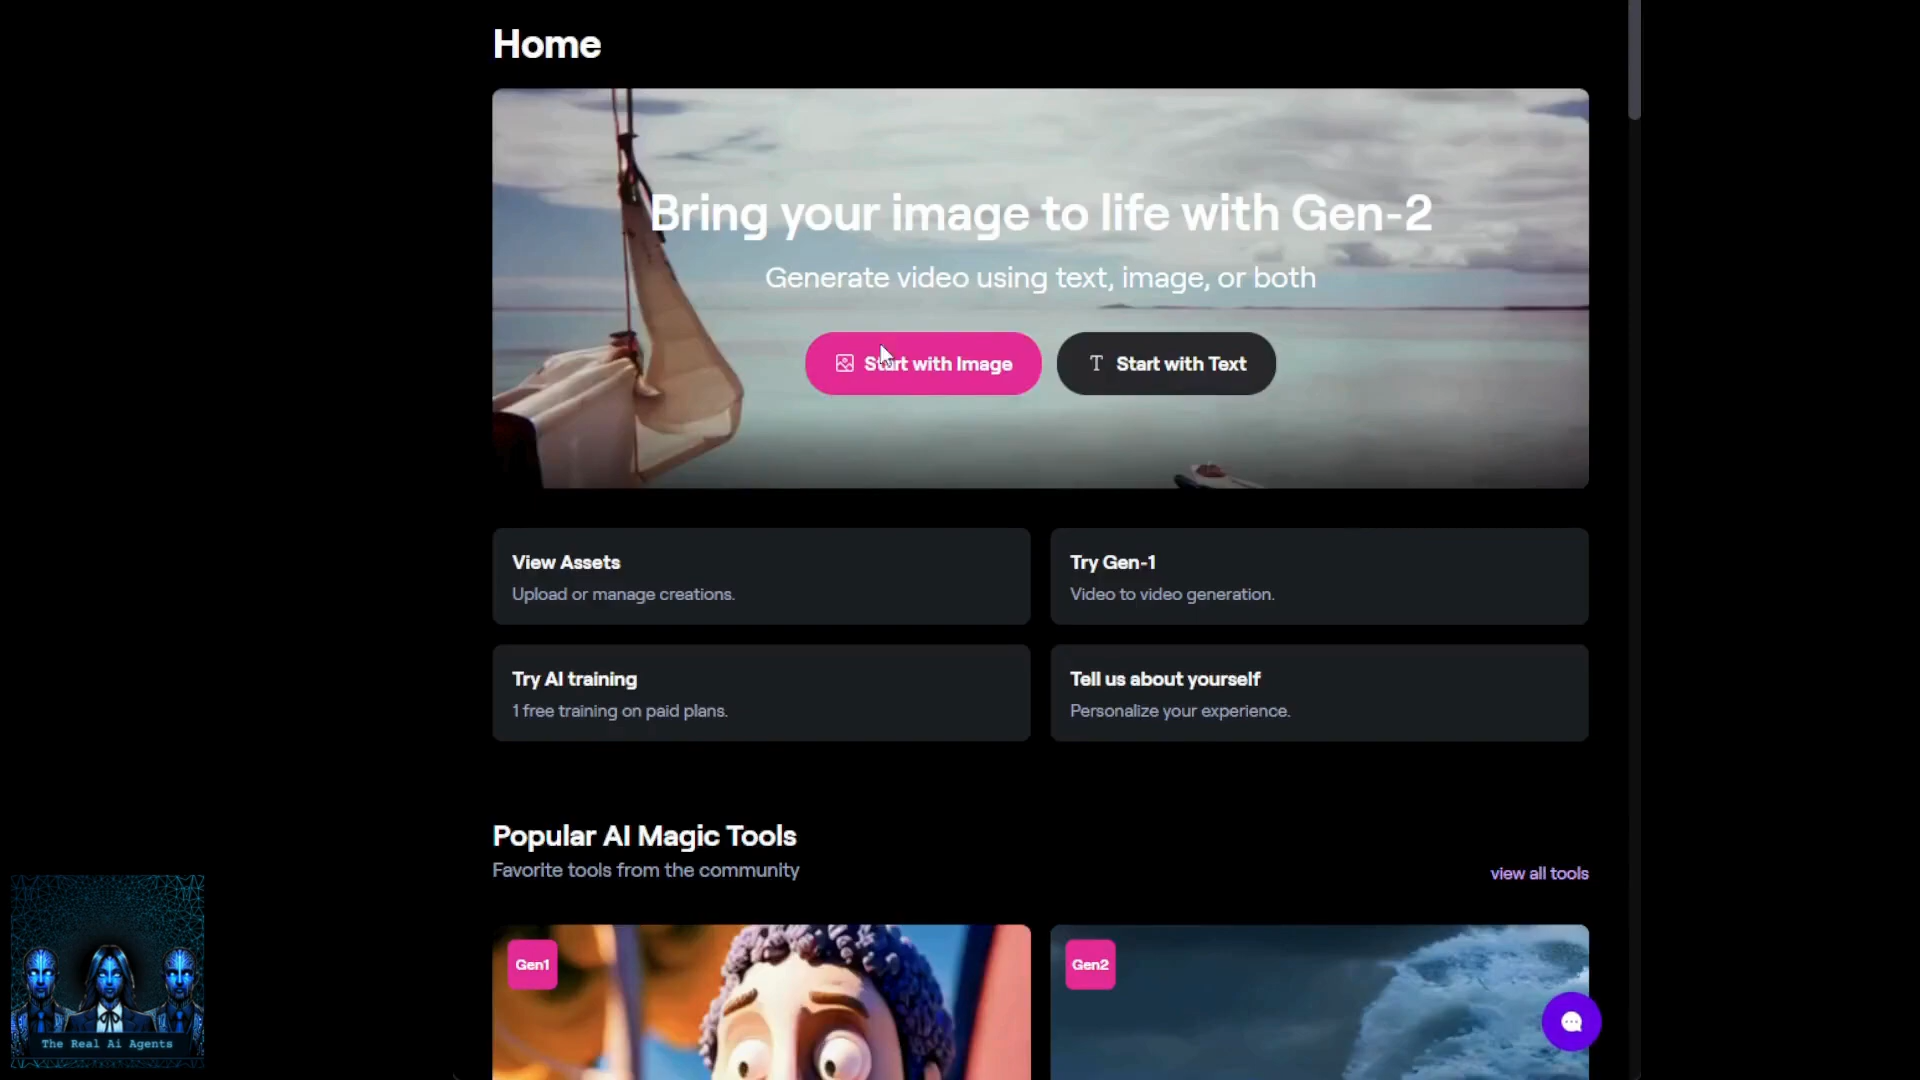 Home
Bring your image to life with Gen-2
Generate video using text, image, or both
Start with Image
T Start with Text
View Assets
Upload or manage creations.
Try Gen-1
Video to video generation.
Try AI training
1 free training on paid plans.
Tell us about yourself
Personalize your experience.
Popular AI Magic Tools
Favorite tools from the community
view all tools
Gen1
Gen2
The Real Ai Agents